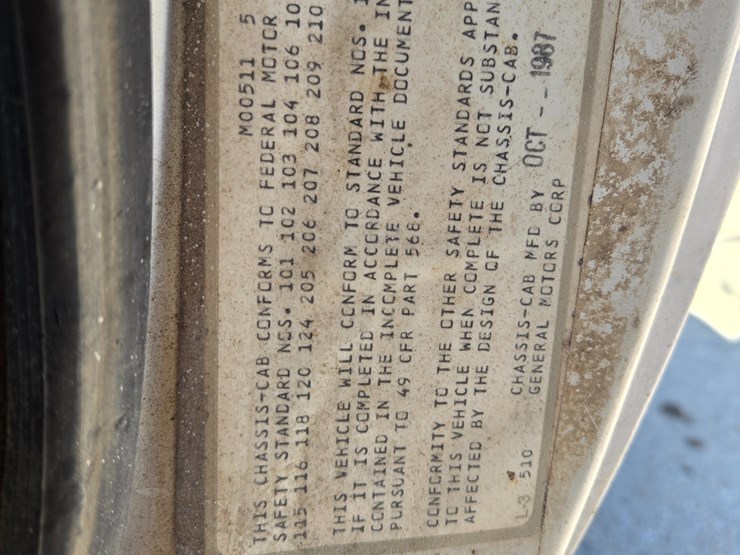 M00511 5
THIS CHASSIS-CAB CONFORMS TO FEDERAL MOTOR
SAFETY STANDARD NOS. 101 102 103 104 106 10
115 116 118 120 124 205 206 207 208 209 210
THIS VEHICLE WILL CONFORM TO STANDARD NOS. 1
IF IT IS COMPLETED IN ACCORDANCE WITH THE IN
CONTAINED IN THE INCOMPLETE VEHICLE DOCUMENT
PURSUANT TO 49 CFR PART 568.
CONFORMITY TO THE OTHER SAFETY STANDARDS APP
TO THIS VEHICLE WHEN COMPLETE IS NOT SUBSTAN
AFFECTED BY THE DESIGN OF THE CHASSIS-CAB.
CHASSIS-CAB MFD BY OCT -- 1987
L-3 510 GENERAL MOTORS CORP